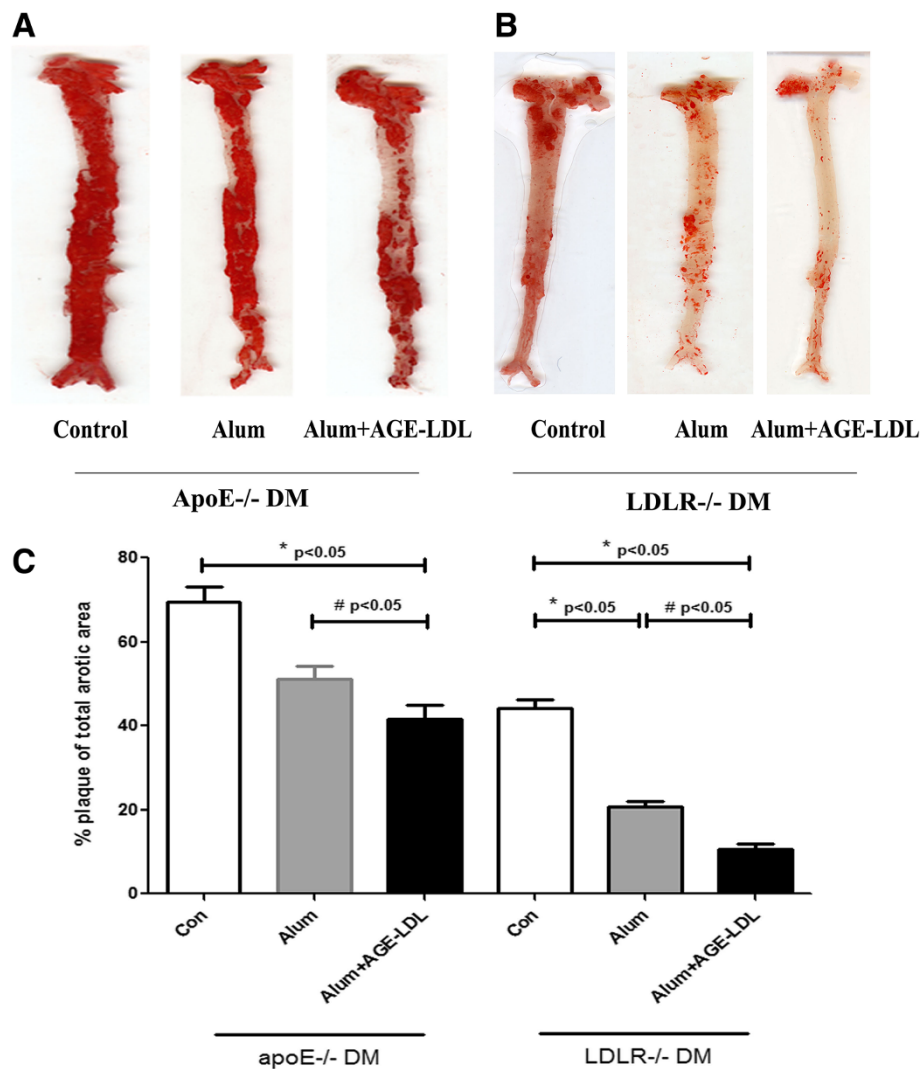 A
B
Control Alum Alum+AGE-LDL
Control Alum Alum+AGE-LDL
ApoE-/- DM
LDLR-/- DM
C
% plaque of total arotic area
80
60
40
20
0
* p<0.05
# p<0.05
* p<0.05
* p<0.05
# p<0.05
Con
Alum
Alum+AGE-LDL
Con
Alum
Alum+AGE-LDL
apoE-/- DM
LDLR-/- DM